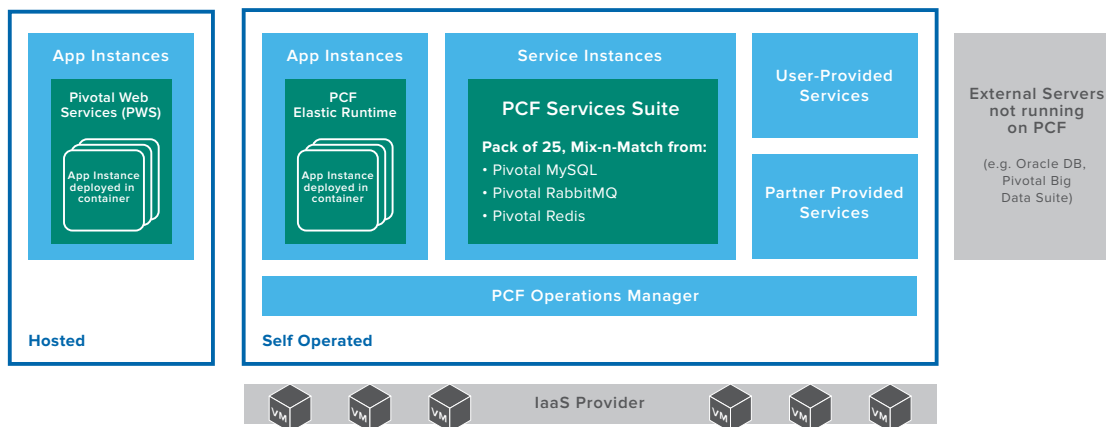 App Instances
Pivotal Web
Services (PWS)
App Instance
deployed in
container
Hosted
App Instances
PCF
Elastic Runtime
App Instance
deployed in
container
Service Instances
PCF Services Suite
Pack of 25, Mix-n-Match from:
• Pivotal MySQL
• Pivotal RabbitMQ
• Pivotal Redis
User-Provided
Services
Partner Provided
Services
PCF Operations Manager
Self Operated
External Servers
not running
on PCF
(e.g. Oracle DB,
Pivotal Big
Data Suite)
VM
VM
VM
IaaS Provider
VM
VM
VM